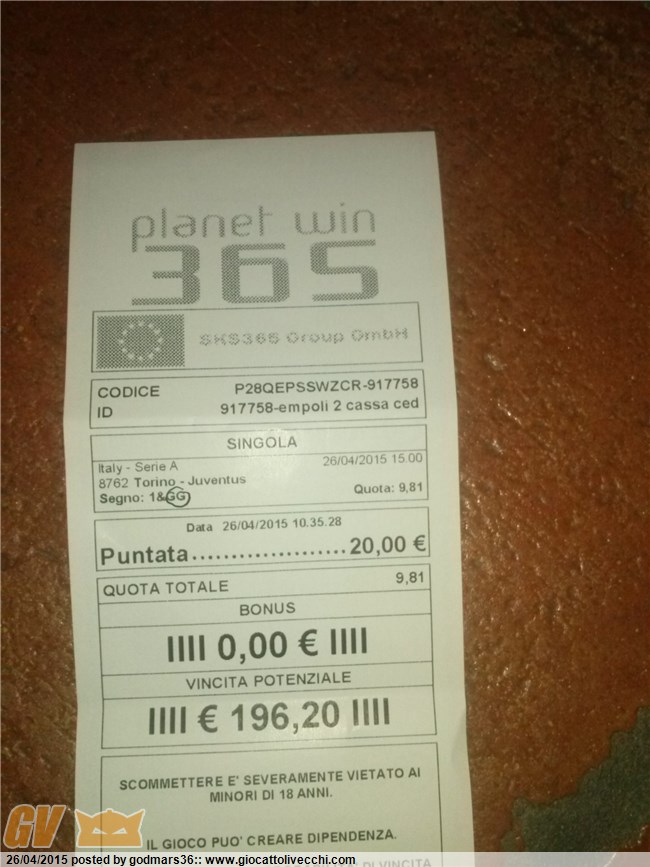 planet win
365
SKS365 Group GmbH
CODICE P28QEPSSWZCR-917758
ID 917758-empoli 2 cassa ced
SINGOLA
Italy - Serie A 26/04/2015 15.00
8762 Torino - Juventus
Segno: 1&GG Quota: 9,81
Data 26/04/2015 10.35.28
Puntata.....................20,00 €
QUOTA TOTALE 9,81
BONUS
IIII 0,00 € IIII
VINCITA POTENZIALE
IIII € 196,20 IIII
SCOMMETTERE E' SEVERAMENTE VIETATO AI
MINORI DI 18 ANNI.
IL GIOCO PUO' CREARE DIPENDENZA.
DI VINCITA
GV
26/04/2015 posted by godmars36:: www.giocattolivecchi.com